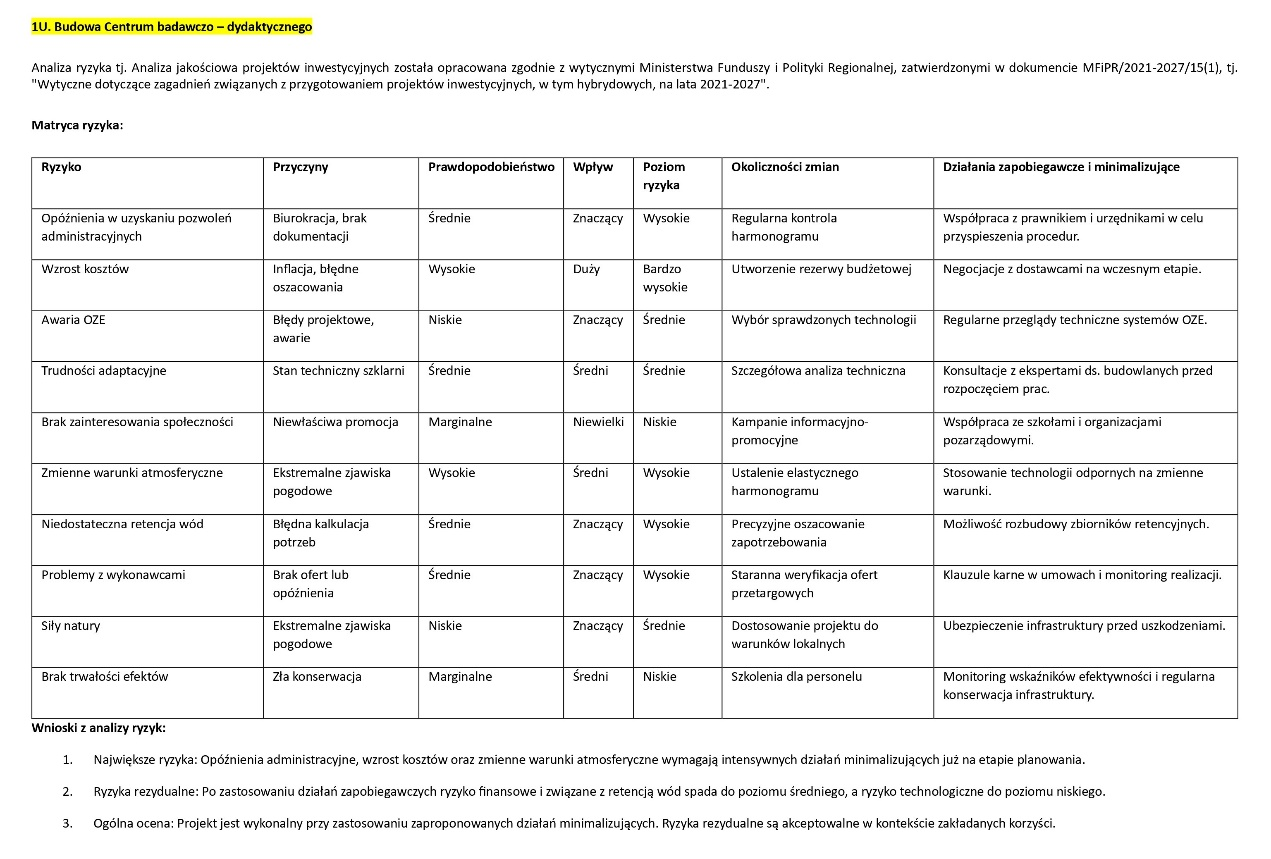 1U. Budowa Centrum badawczo – dydaktycznego
Analiza ryzyka tj. Analiza jakościowa projektów inwestycyjnych została opracowana zgodnie z wytycznymi Ministerstwa Funduszy i Polityki Regionalnej, zatwierdzonymi w dokumencie MFiPR/2021-2027/15(1), tj.
"Wytyczne dotyczące zagadnień związanych z przygotowaniem projektów inwestycyjnych, w tym hybrydowych, na lata 2021-2027".
Matryca ryzyka:
Ryzyko Przyczyny Prawdopodobieństwo Wpływ Poziom Okoliczności zmian Działania zapobiegawcze i minimalizujące
ryzyka
Opóźnienia w uzyskaniu pozwoleń Biurokracja, brak Średnie Znaczący Wysokie Regularna kontrola Współpraca z prawnikiem i urzędnikami w celu
administracyjnych dokumentacji harmonogramu przyspieszenia procedur.
Wzrost kosztów Inflacja, błędne Wysokie Duży Bardzo Utworzenie rezerwy budżetowej Negocjacje z dostawcami na wczesnym etapie.
oszacowania wysokie
Awaria OZE Błędy projektowe, Niskie Znaczący Średnie Wybór sprawdzonych technologii Regularne przeglądy techniczne systemów OZE.
awarie
Trudności adaptacyjne Stan techniczny szklarni Średnie Średni Średnie Szczegółowa analiza techniczna Konsultacje z ekspertami ds. budowlanych przed
rozpoczęciem prac.
Brak zainteresowania społeczności Niewłaściwa promocja Marginalne Niewielki Niskie Kampanie informacyjno- Współpraca ze szkołami i organizacjami
promocyjne pozarządowymi.
Zmienne warunki atmosferyczne Ekstremalne zjawiska Wysokie Średni Wysokie Ustalenie elastycznego Stosowanie technologii odpornych na zmienne
pogodowe harmonogramu warunki.
Niedostateczna retencja wód Błędna kalkulacja Średnie Znaczący Wysokie Precyzyjne oszacowanie Możliwość rozbudowy zbiorników retencyjnych.
potrzeb zapotrzebowania
Problemy z wykonawcami Brak ofert lub Średnie Znaczący Wysokie Staranna weryfikacja ofert Klauzule karne w umowach i monitoring realizacji.
opóźnienia przetargowych
Siły natury Ekstremalne zjawiska Niskie Znaczący Średnie Dostosowanie projektu do Ubezpieczenie infrastruktury przed uszkodzeniami.
pogodowe warunków lokalnych
Brak trwałości efektów Zła konserwacja Marginalne Średni Niskie Szkolenia dla personelu Monitoring wskaźników efektywności i regularna
konserwacja infrastruktury.
Wnioski z analizy ryzyk:
1. Największe ryzyka: Opóźnienia administracyjne, wzrost kosztów oraz zmienne warunki atmosferyczne wymagają intensywnych działań minimalizujących już na etapie planowania.
2. Ryzyka rezydualne: Po zastosowaniu działań zapobiegawczych ryzyko finansowe i związane z retencją wód spada do poziomu średniego, a ryzyko technologiczne do poziomu niskiego.
3. Ogólna ocena: Projekt jest wykonalny przy zastosowaniu zaproponowanych działań minimalizujących. Ryzyka rezydualne są akceptowalne w kontekście zakładanych korzyści.